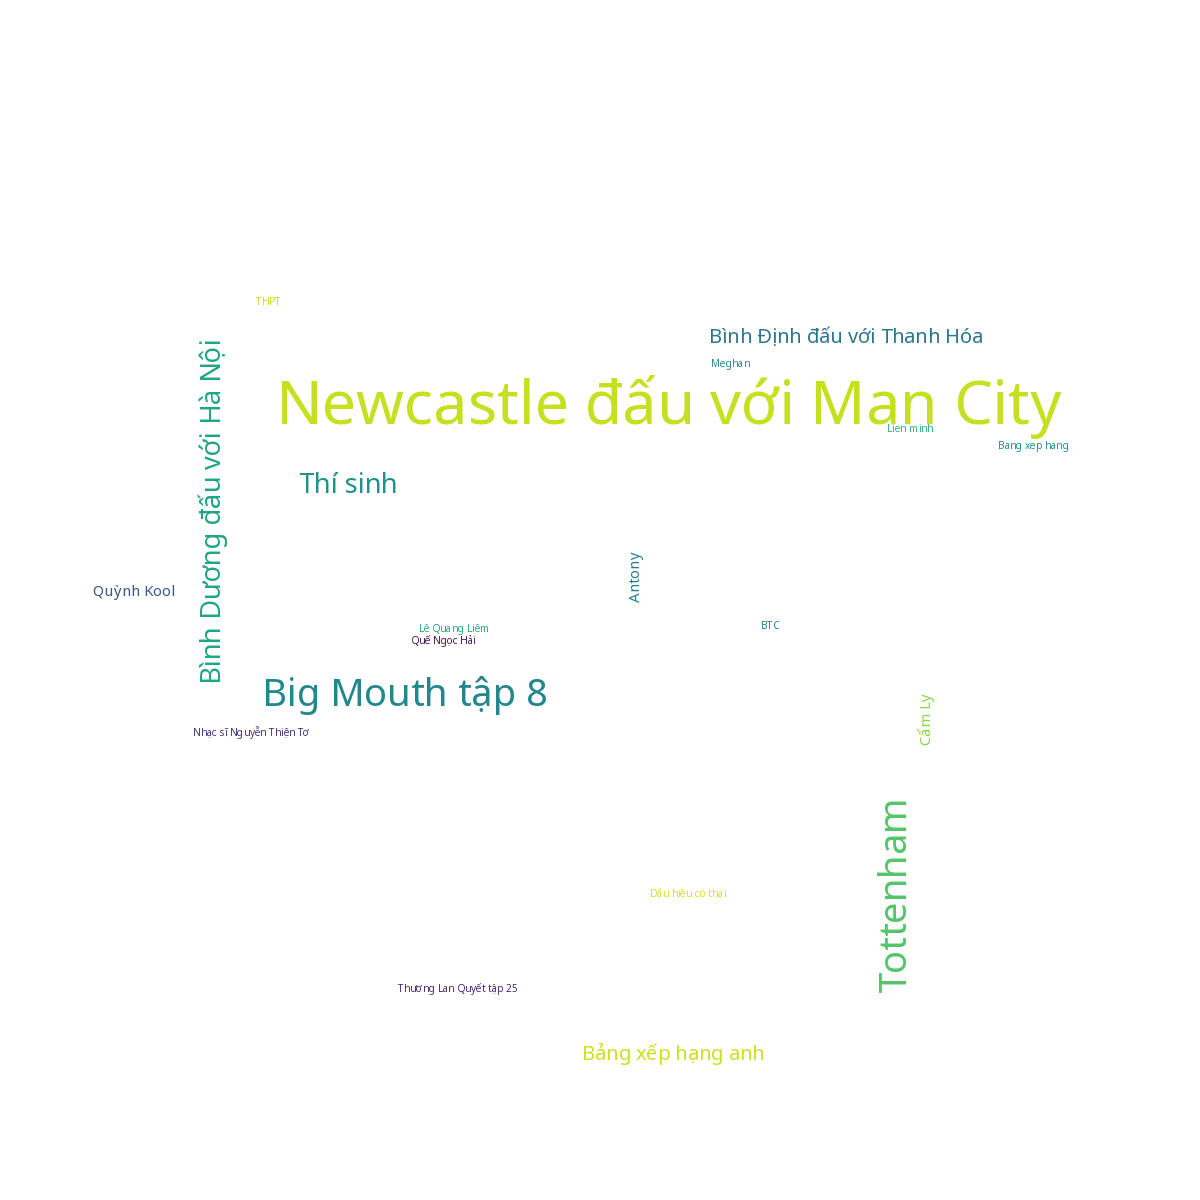 THPT
Bình Định đấu với Thanh Hóa
Meghan
Newcastle đấu với Man City
Lien minh
Bang xep hang
Bình Dương đấu với Hà Nội
Thí sinh
Antony
Quỳnh Kool
BTC
Lê Quang Liêm
Quế Ngọc Hải
Big Mouth tập 8
Cẩm Ly
Nhạc sĩ Nguyễn Thiện Tơ
Tottenham
Dấu hiệu có thai
Thương Lan Quyết tập 25
Bảng xếp hạng anh